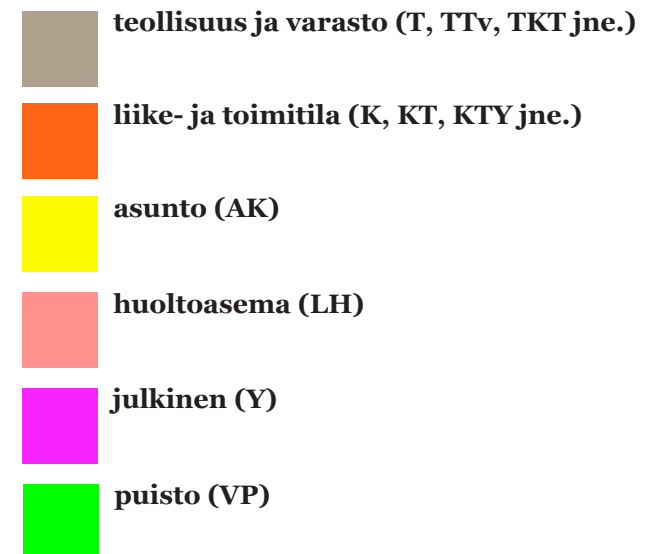 teollisuus ja varasto (T, TTv, TKT jne.)
liike- ja toimitila (K, KT, KTY jne.)
asunto (AK)
huoltoasema (LH)
julkinen (Y)
puisto (VP)